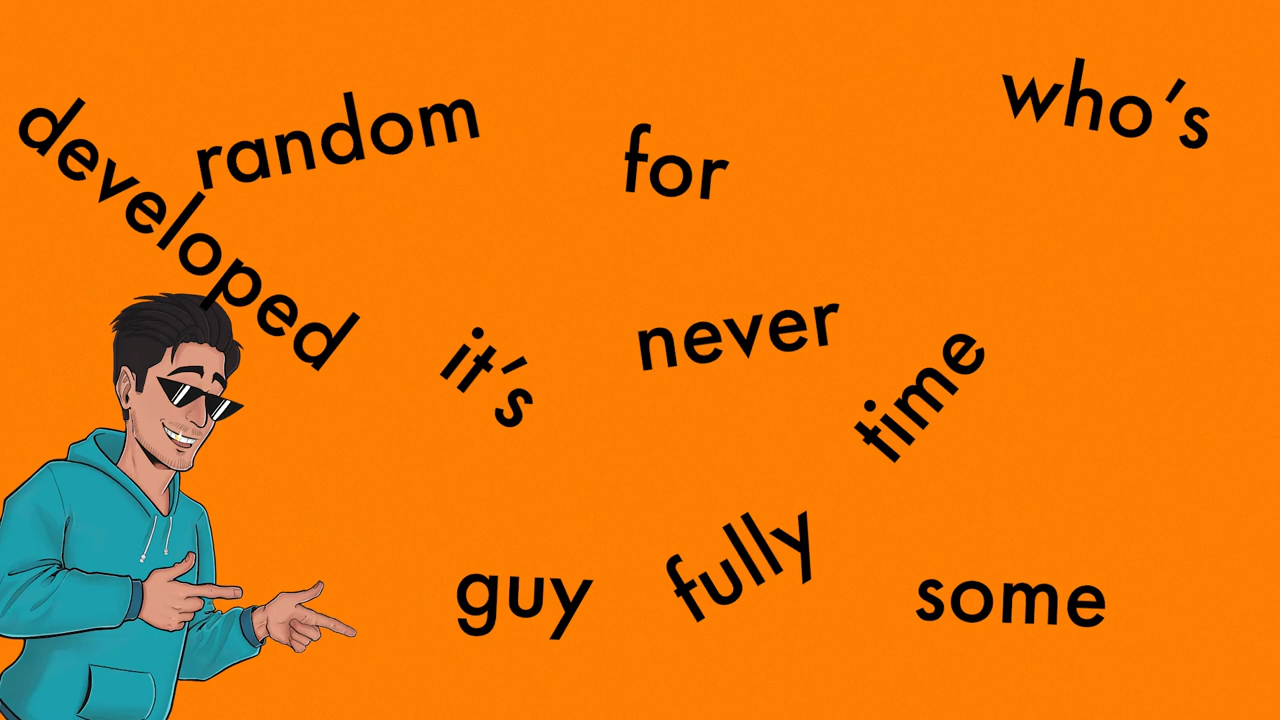 developed
random
for
who's
it's
never
time
guy
fully
some